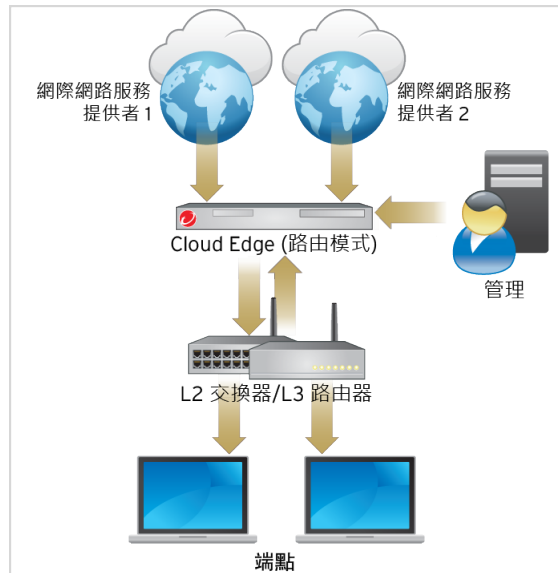 網際網路服務
提供者 1
網際網路服務
提供者 2
Cloud Edge (路由模式)
管理
L2 交換器/L3 路由器
端點